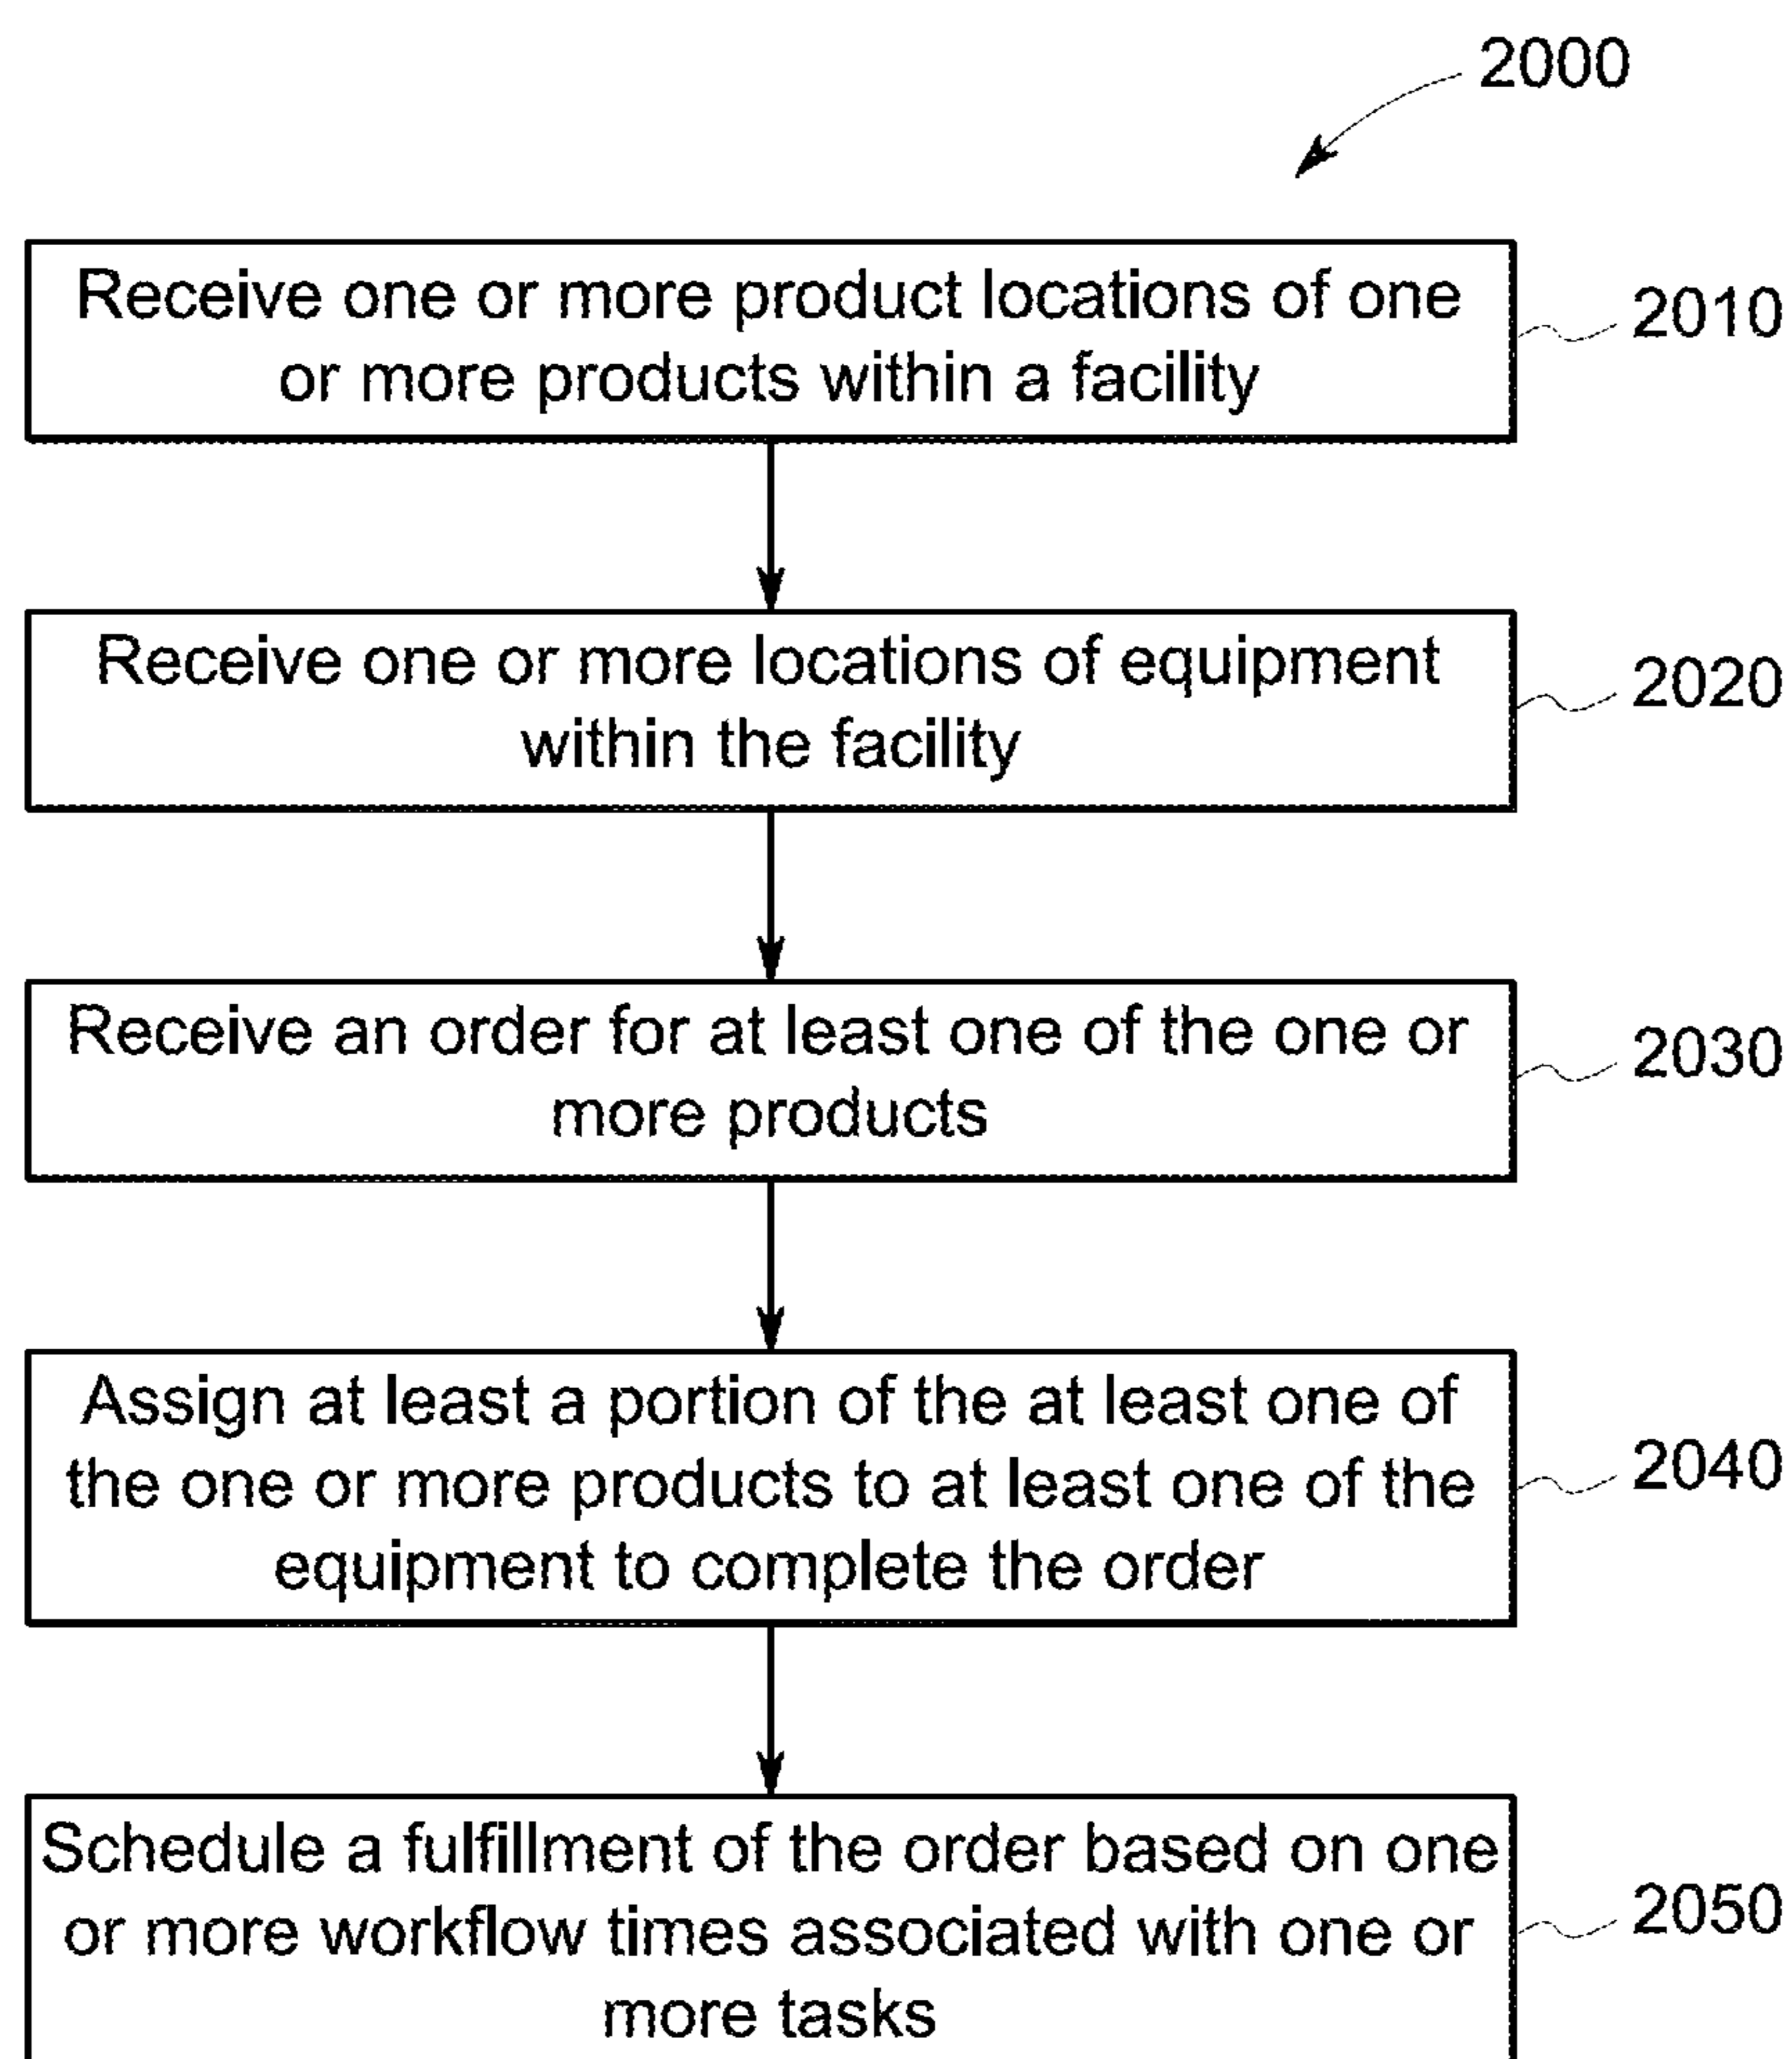 2000
Receive one or more product locations of one
or more products within a facility
2010
Receive one or more locations of equipment
within the facility
2020
Receive an order for at least one of the one or
more products
2030
Assign at least a portion of the at least one of
the one or more products to at least one of the
equipment to complete the order
2040
Schedule a fulfillment of the order based on one
or more workflow times associated with one or
more tasks
2050